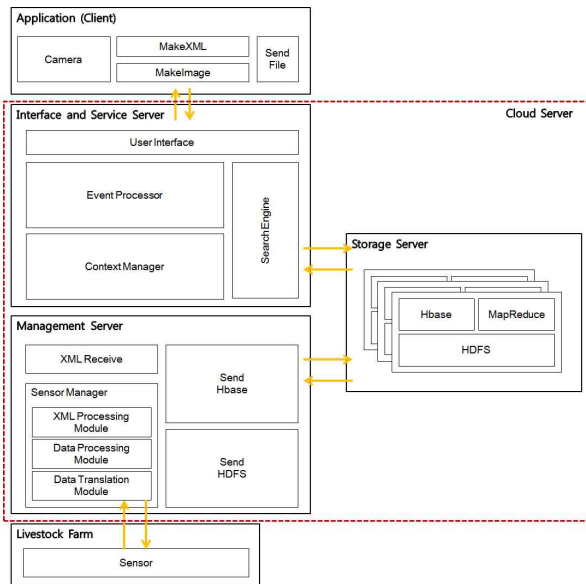 Application (Client)
Camera
MakeXML
MakeImage
Send
File
Interface and Service Server
Cloud Server
User Interface
Event Processor
Context Manager
SearchEngine
Storage Server
Hbase
MapReduce
HDFS
Management Server
XML Receive
Sensor Manager
XML Processing
Module
Data Processing
Module
Data Translation
Module
Send
Hbase
Send
HDFS
Livestock Farm
Sensor